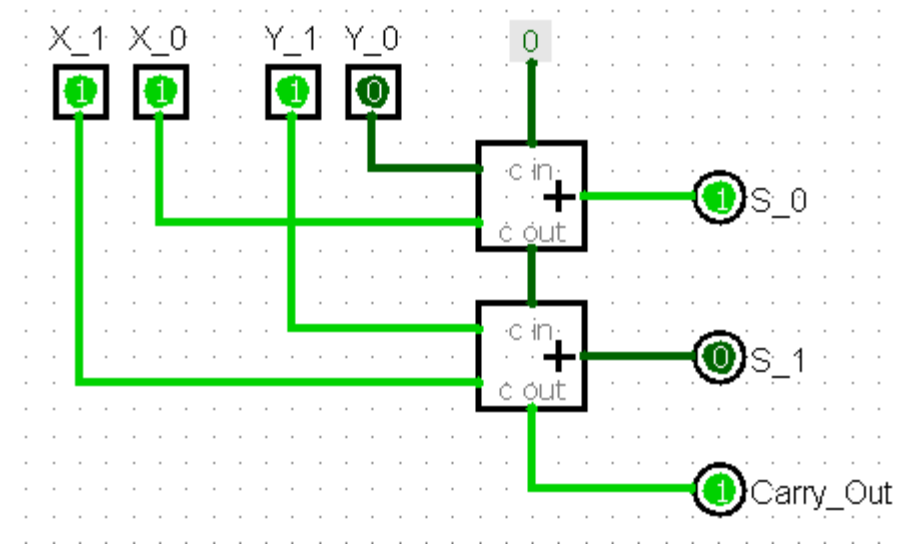 X_1 X_0 Y_1 Y_0 0
1 1 1 0
c in
+ 1 S_0
c out
c in
+ 0 S_1
c out
1 Carry_Out